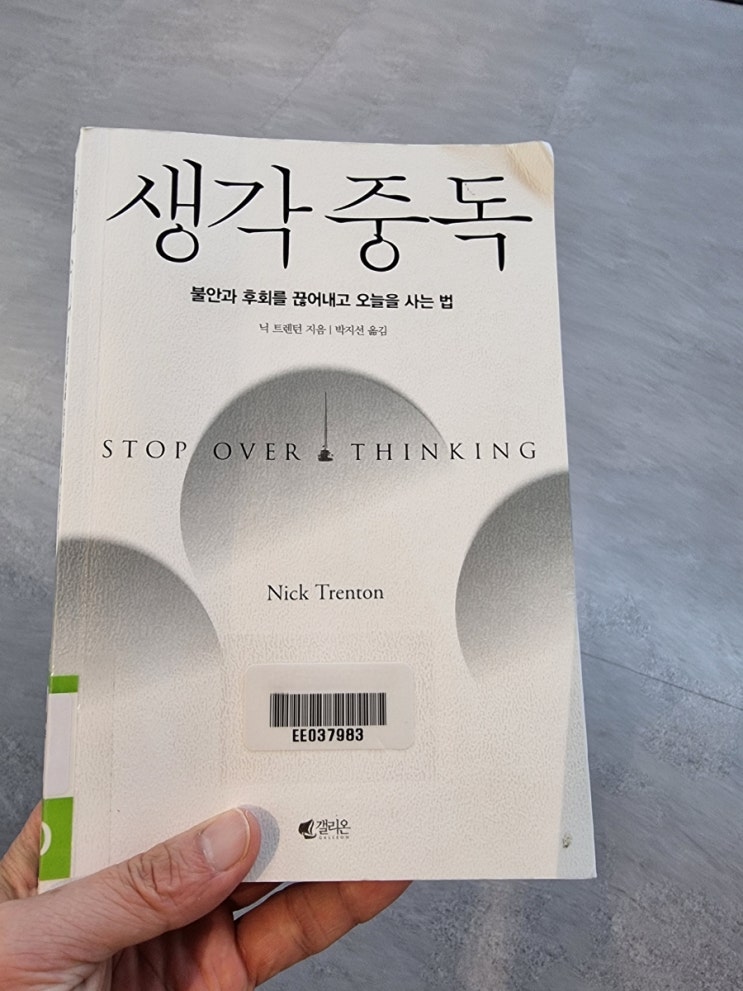 생각 중독
불안과 후회를 끊어내고 오늘을 사는 법
닉 트렌턴 지음 | 박지선 옮김
STOP OVER THINKING
Nick Trenton
EE037983
갤리온
GALLEON